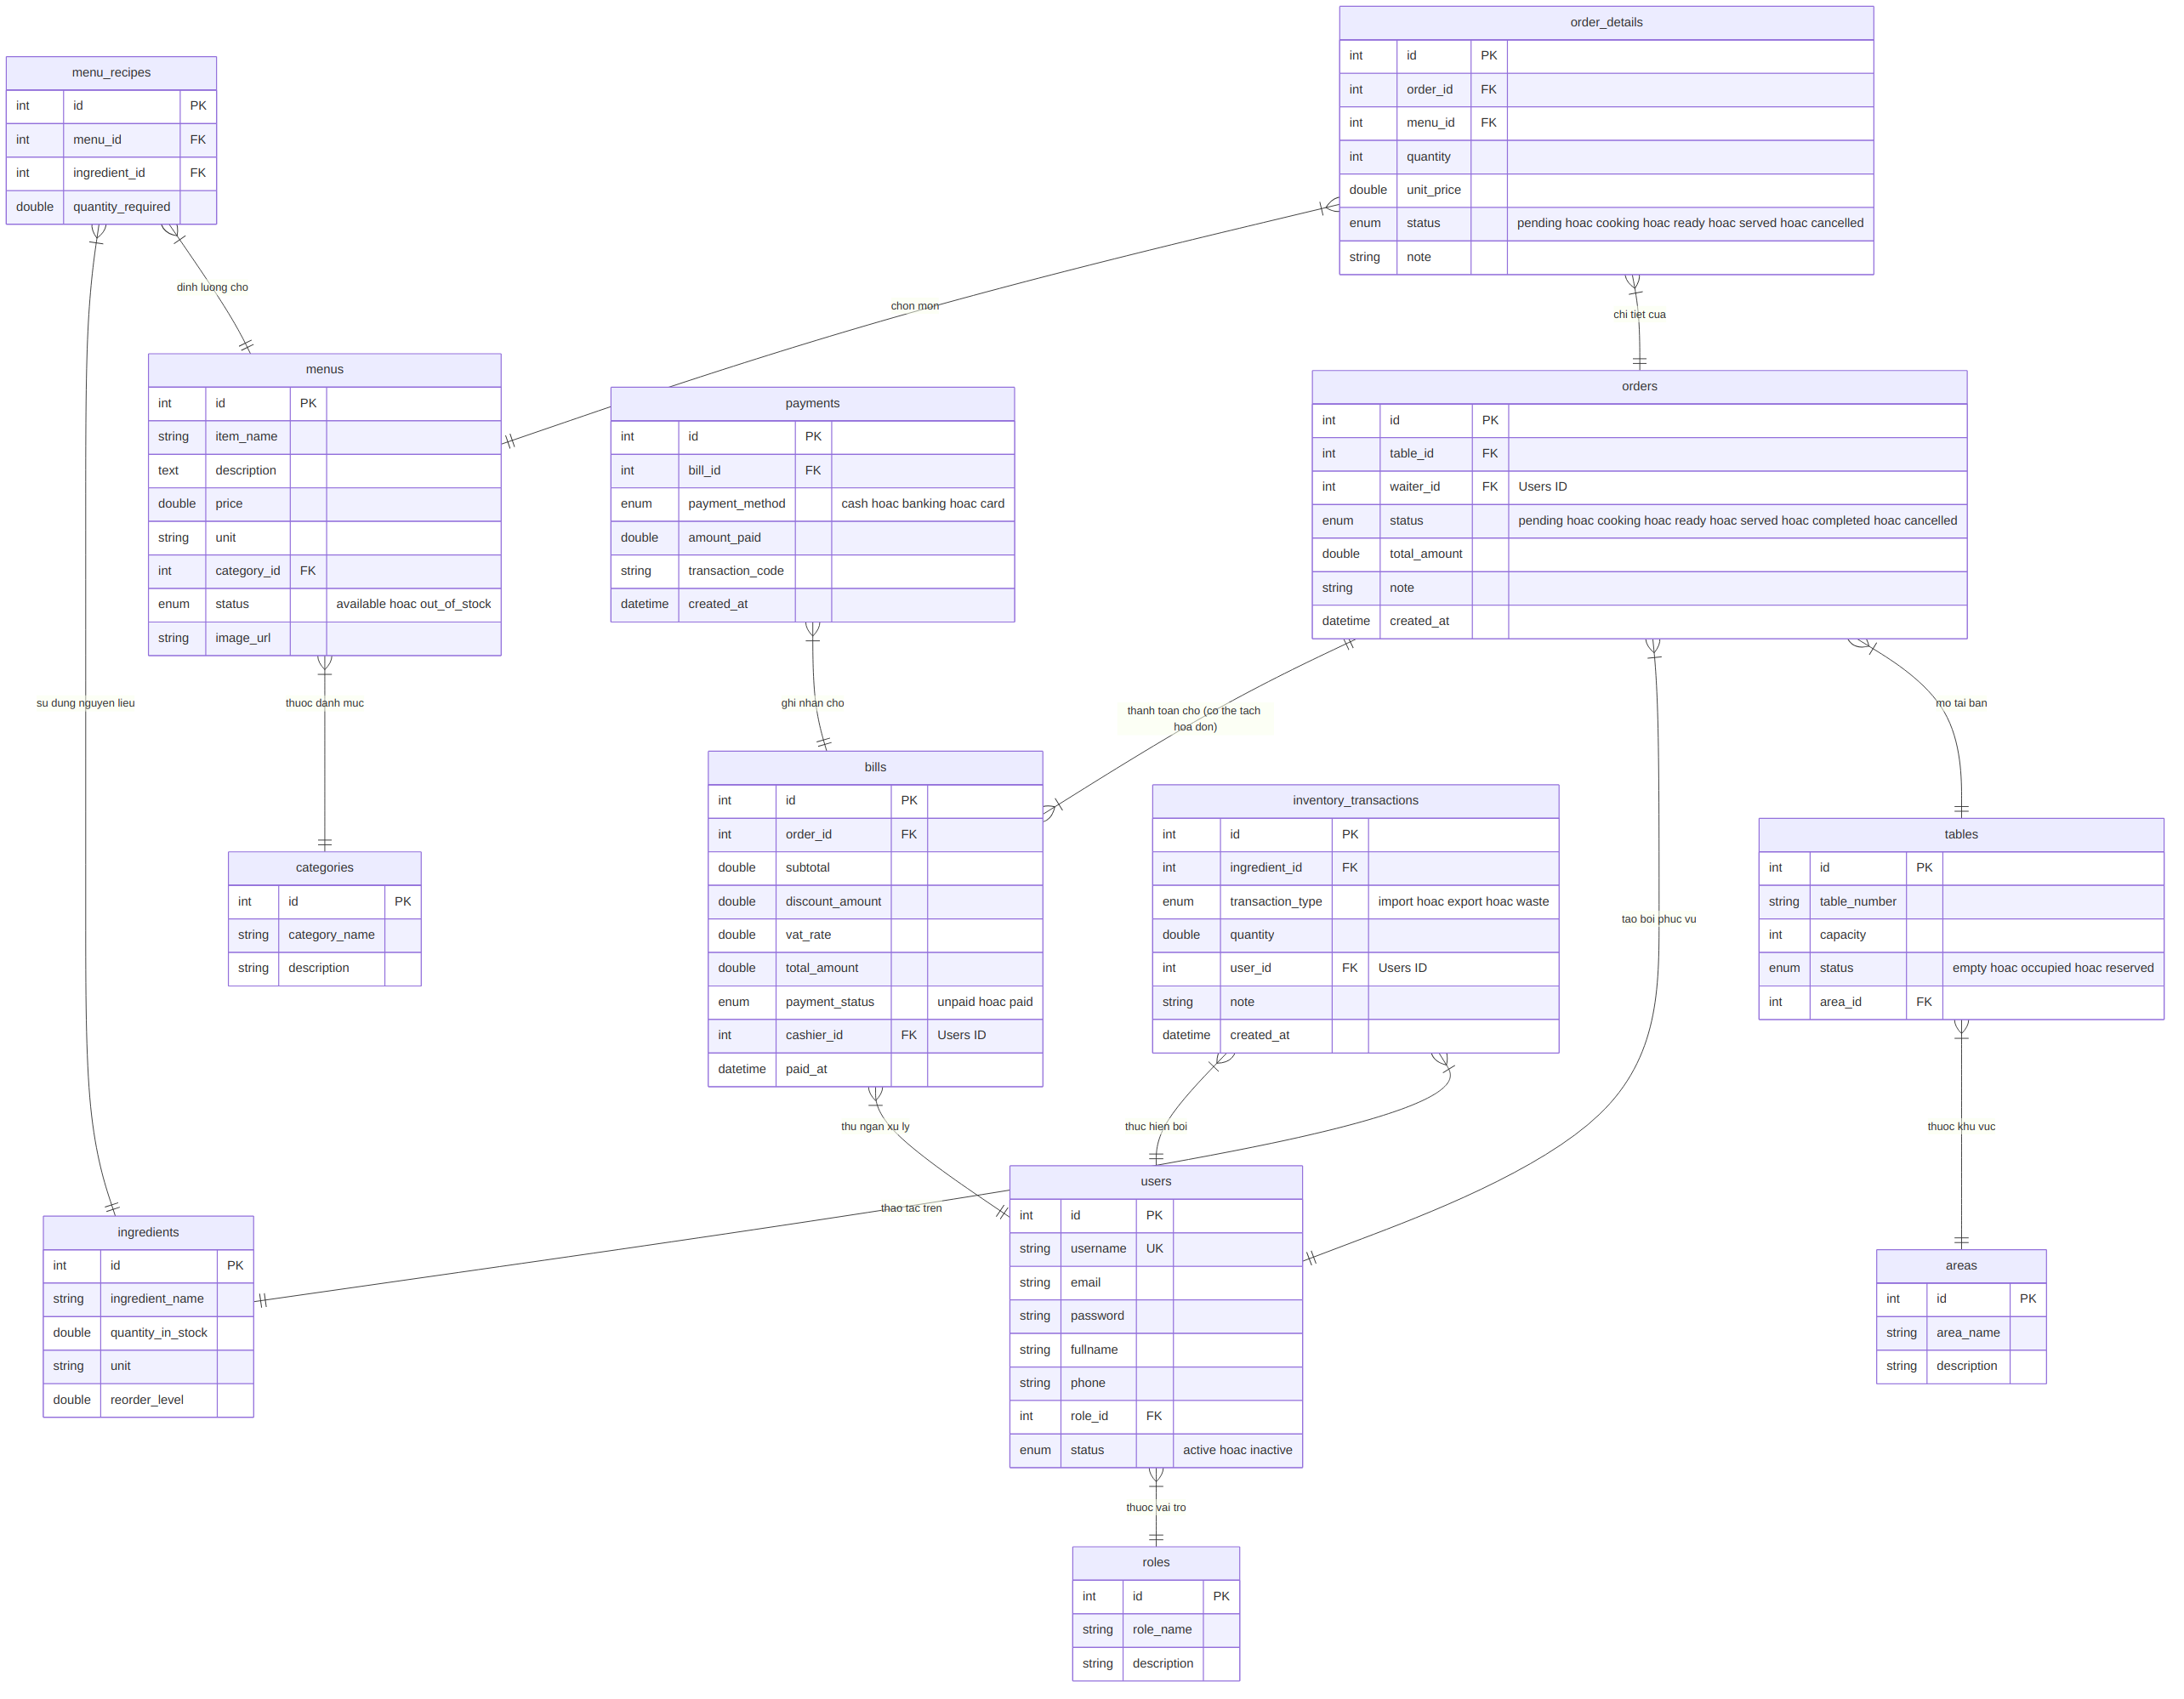 order_details
int id PK
int order_id FK
int menu_id FK
int quantity
double unit_price
enum status pending hoac cooking hoac ready hoac served hoac cancelled
string note
menu_recipes
int id PK
int menu_id FK
int ingredient_id FK
double quantity_required
dinh luong cho
chon mon
chi tiet cua
menus
int id PK
string item_name
text description
double price
string unit
int category_id FK
enum status available hoac out_of_stock
string image_url
payments
int id PK
int bill_id FK
enum payment_method cash hoac banking hoac card
double amount_paid
string transaction_code
datetime created_at
orders
int id PK
int table_id FK
int waiter_id FK Users ID
enum status pending hoac cooking hoac ready hoac served hoac completed hoac cancelled
double total_amount
string note
datetime created_at
su dung nguyen lieu
thuoc danh muc
ghi nhan cho
thanh toan cho (co the tach
hoa don)
mo tai ban
bills
int id PK
int order_id FK
double subtotal
double discount_amount
double vat_rate
double total_amount
enum payment_status unpaid hoac paid
int cashier_id FK Users ID
datetime paid_at
inventory_transactions
int id PK
int ingredient_id FK
enum transaction_type import hoac export hoac waste
double quantity
int user_id FK Users ID
string note
datetime created_at
tables
int id PK
string table_number
int capacity
enum status empty hoac occupied hoac reserved
int area_id FK
categories
int id PK
string category_name
string description
tao boi phuc vu
thu ngan xu ly
thuc hien boi
thuoc khu vuc
thao tac tren
users
int id PK
string username UK
string email
string password
string fullname
string phone
int role_id FK
enum status active hoac inactive
ingredients
int id PK
string ingredient_name
double quantity_in_stock
string unit
double reorder_level
areas
int id PK
string area_name
string description
thuoc vai tro
roles
int id PK
string role_name
string description